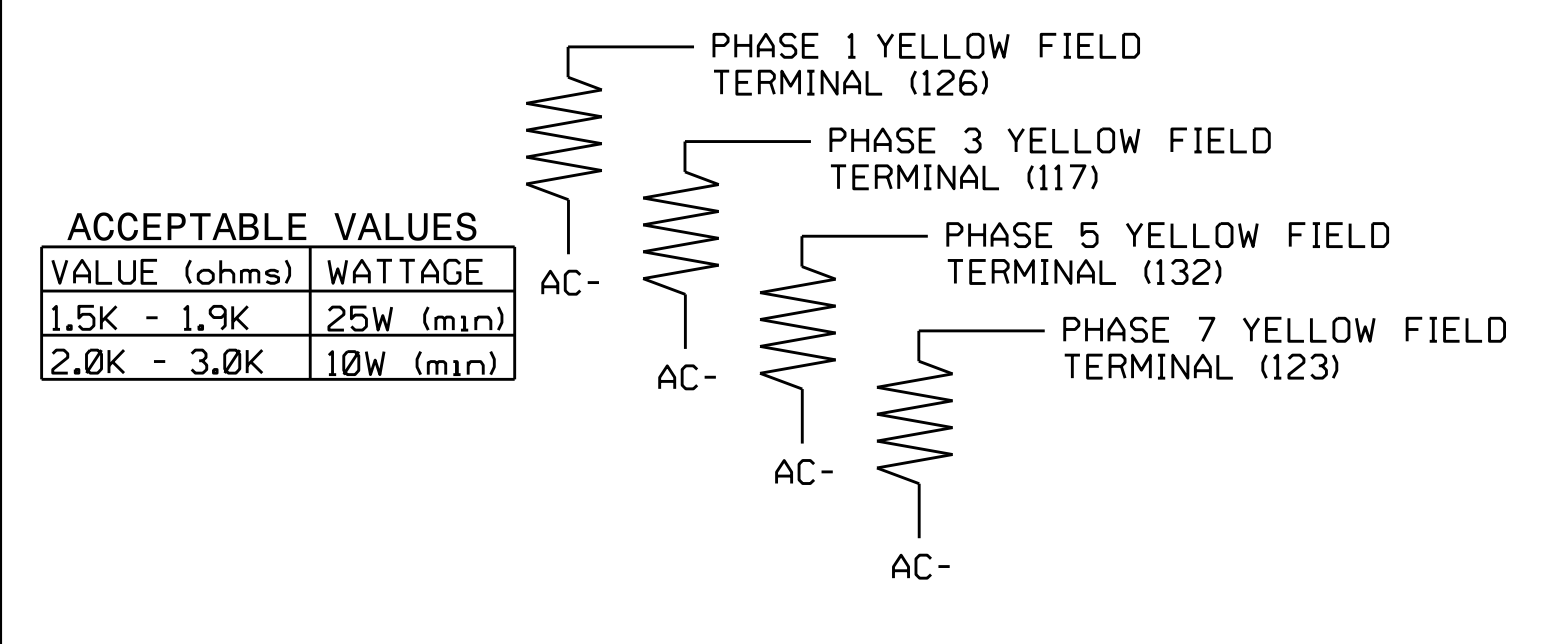 PHASE 1 YELLOW FIELD
TERMINAL (126)
AC-
PHASE 3 YELLOW FIELD
TERMINAL (117)
AC-
PHASE 5 YELLOW FIELD
TERMINAL (132)
AC-
PHASE 7 YELLOW FIELD
TERMINAL (123)
AC-
ACCEPTABLE VALUES
VALUE (ohms) WATTAGE
1.5K - 1.9K 25W (min)
2.0K - 3.0K 10W (min)